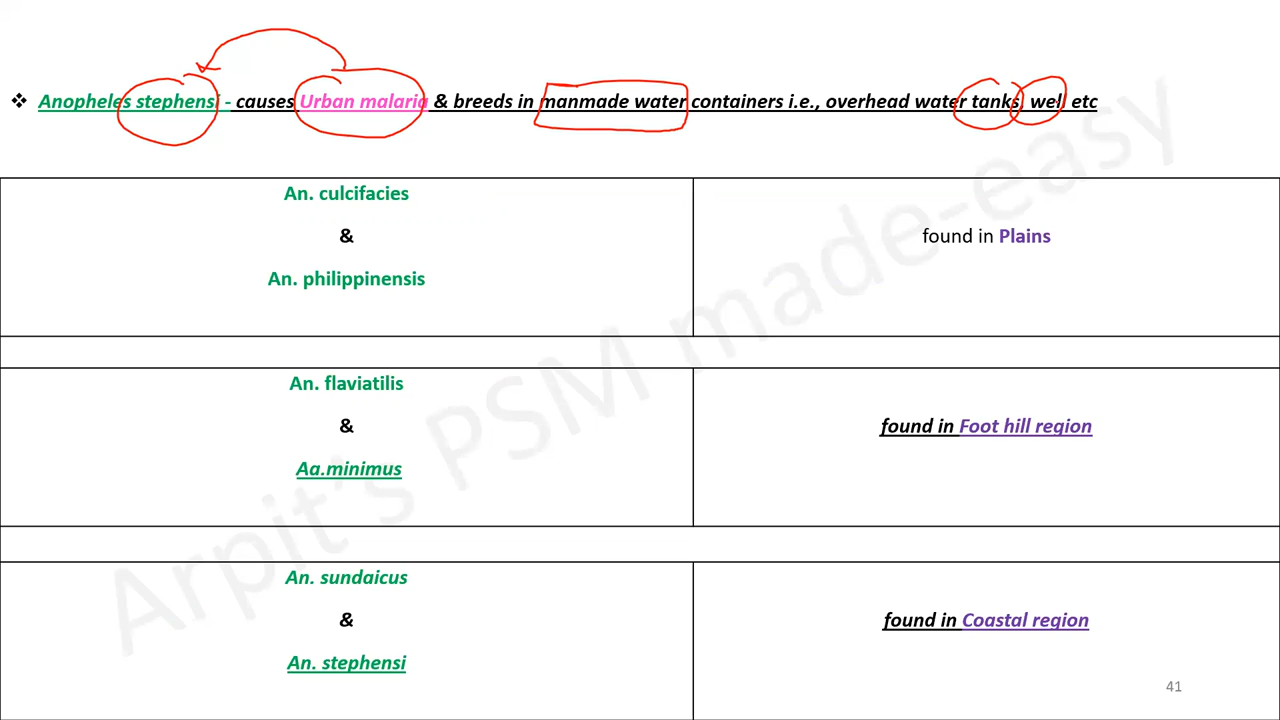 ❖ Anopheles stephensi - causes Urban malaria & breeds in manmade water containers i.e., overhead water tanks, well, etc
An. culcifacies
&
An. philippinensis
found in Plains
An. flaviatilis
&
Aa.minimus
found in Foot hill region
An. sundaicus
&
An. stephensi
found in Coastal region
Arpit's PSM made-easy
41